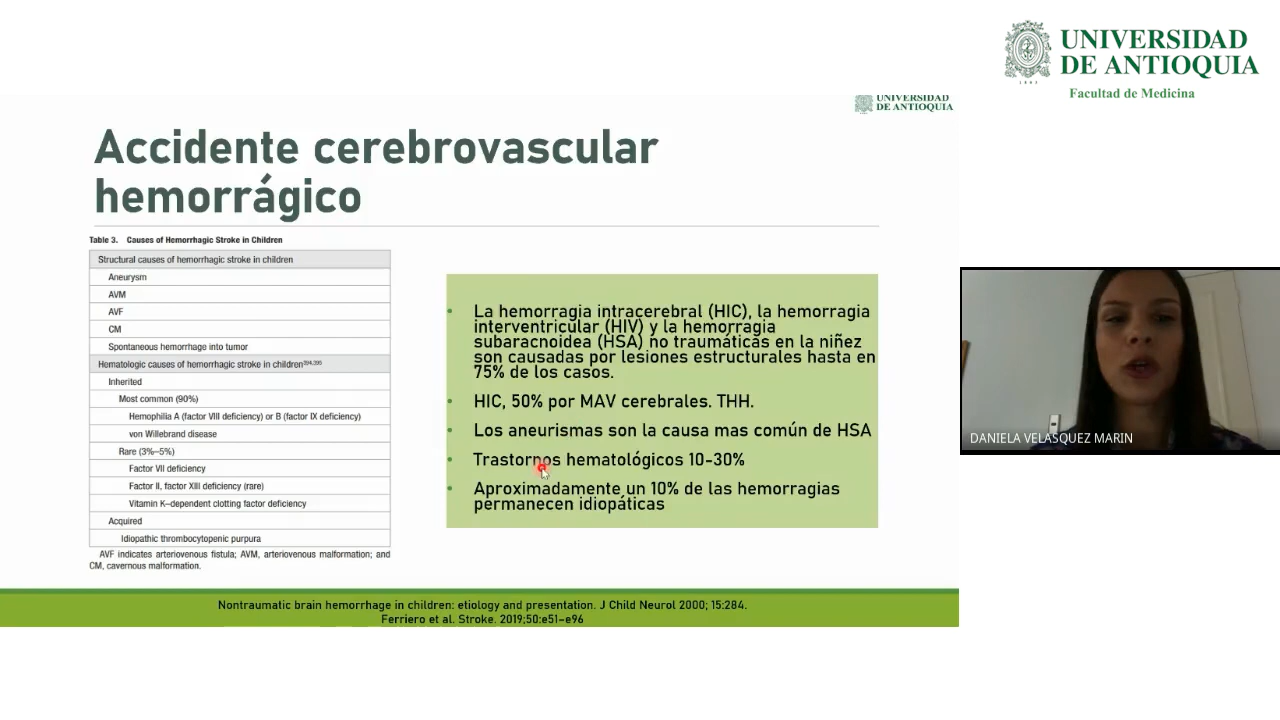 UNIVERSIDAD
DE ANTIOQUIA
1803
Facultad de Medicina
UNIVERSIDAD
DE ANTIOQUIA
Accidente cerebrovascular
hemorrágico
Table 3. Causes of Hemorrhagic Stroke in Children
Structural causes of hemorrhagic stroke in children
Aneurysm
AVM
AVF
CM
Spontaneous hemorrhage into tumor
Hematologic causes of hemorrhagic stroke in children394,395
Inherited
Most common (90%)
Hemophilia A (factor VIII deficiency) or B (factor IX deficiency)
von Willebrand disease
Rare (3%–5%)
Factor VII deficiency
Factor II, factor XIII deficiency (rare)
Vitamin K–dependent clotting factor deficiency
Acquired
Idiopathic thrombocytopenic purpura
AVF indicates arteriovenous fistula; AVM, arteriovenous malformation; and
CM, cavernous malformation.
• La hemorragia intracerebral (HIC), la hemorragia
interventricular (HIV) y la hemorragia
subaracnoidea (HSA) no traumáticas en la niñez
son causadas por lesiones estructurales hasta en
75% de los casos.
• HIC, 50% por MAV cerebrales. THH.
• Los aneurismas son la causa mas común de HSA
• Trastornos hematológicos 10-30%
• Aproximadamente un 10% de las hemorragias
permanecen idiopáticas
Nontraumatic brain hemorrhage in children: etiology and presentation. J Child Neurol 2000; 15:284.
Ferriero et al. Stroke. 2019;50:e51–e96
DANIELA VELASQUEZ MARIN